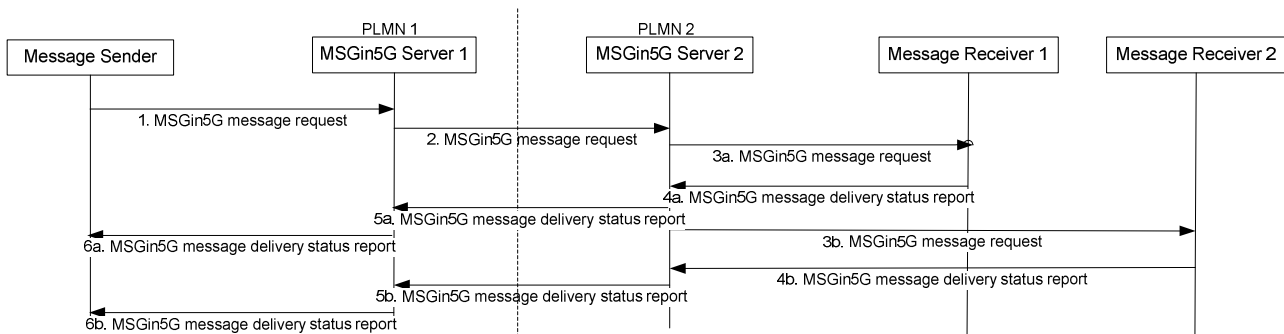 PLMN 1
PLMN 2
Message Sender
MSGin5G Server 1
MSGin5G Server 2
Message Receiver 1
Message Receiver 2
1. MSGin5G message request
2. MSGin5G message request
3a. MSGin5G message request
4a. MSGin5G message delivery status report
5a. MSGin5G message delivery status report
6a. MSGin5G message delivery status report
3b. MSGin5G message request
4b. MSGin5G message delivery status report
5b. MSGin5G message delivery status report
6b. MSGin5G message delivery status report